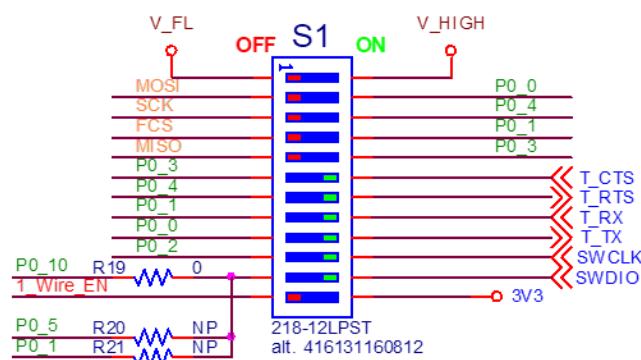 V_FL
OFF
S1
ON
V_HIGH
1
MOSI
P0_0
SCK
P0_4
FCS
P0_1
MISO
P0_3
P0_3
T_CTS
P0_4
T_RTS
P0_1
T_RX
P0_0
T_TX
P0_2
SWCLK
P0_10 R19 0
SWDIO
1_Wire_EN
3V3
P0_5 R20 NP
218-12LPST
P0_1 R21 NP
alt. 416131160812